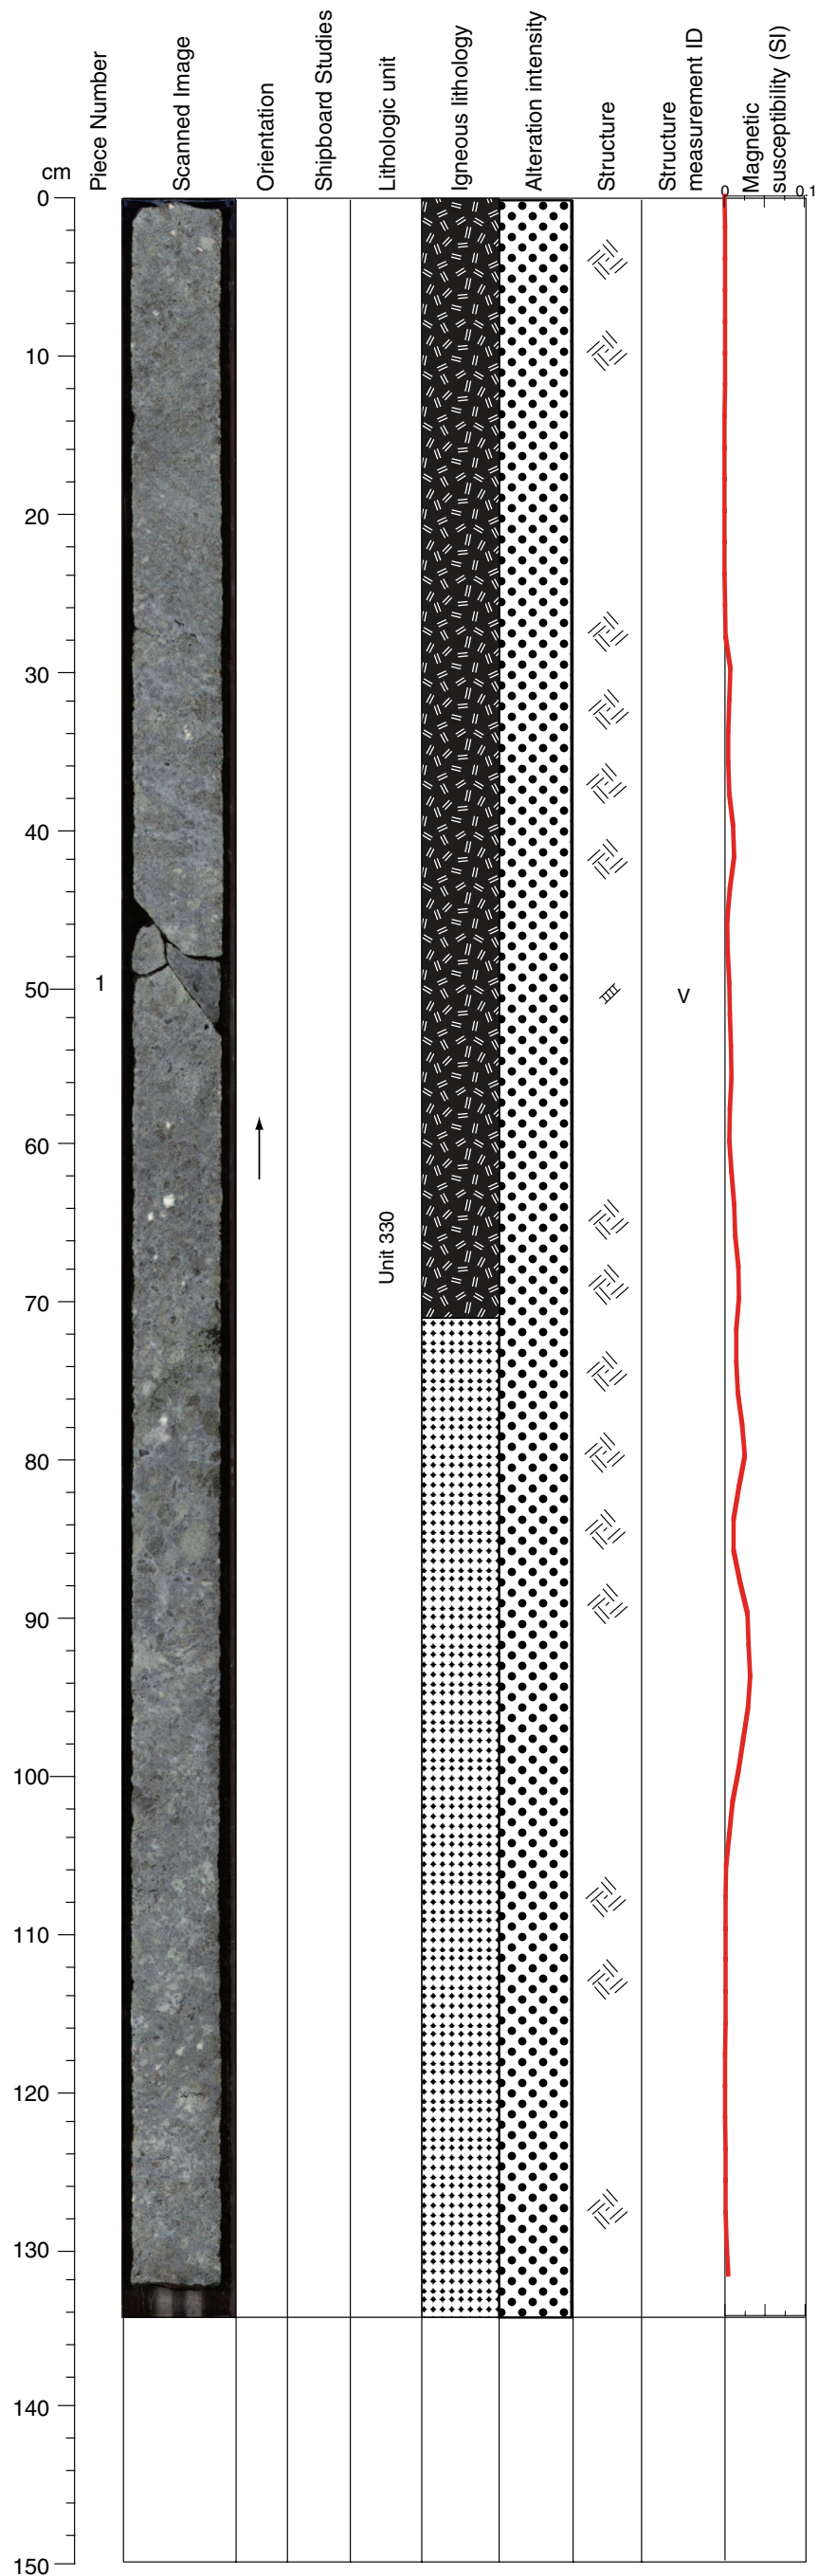 cm
Piece Number
Scanned Image
Orientation
Shipboard Studies
Lithologic unit
Igneous lithology
Alteration intensity
Structure
Structure
measurement ID
Magnetic
susceptibility (SI)
0
0.1
0
10
20
30
40
50
60
70
80
90
100
110
120
130
140
150
1
V
Unit 330